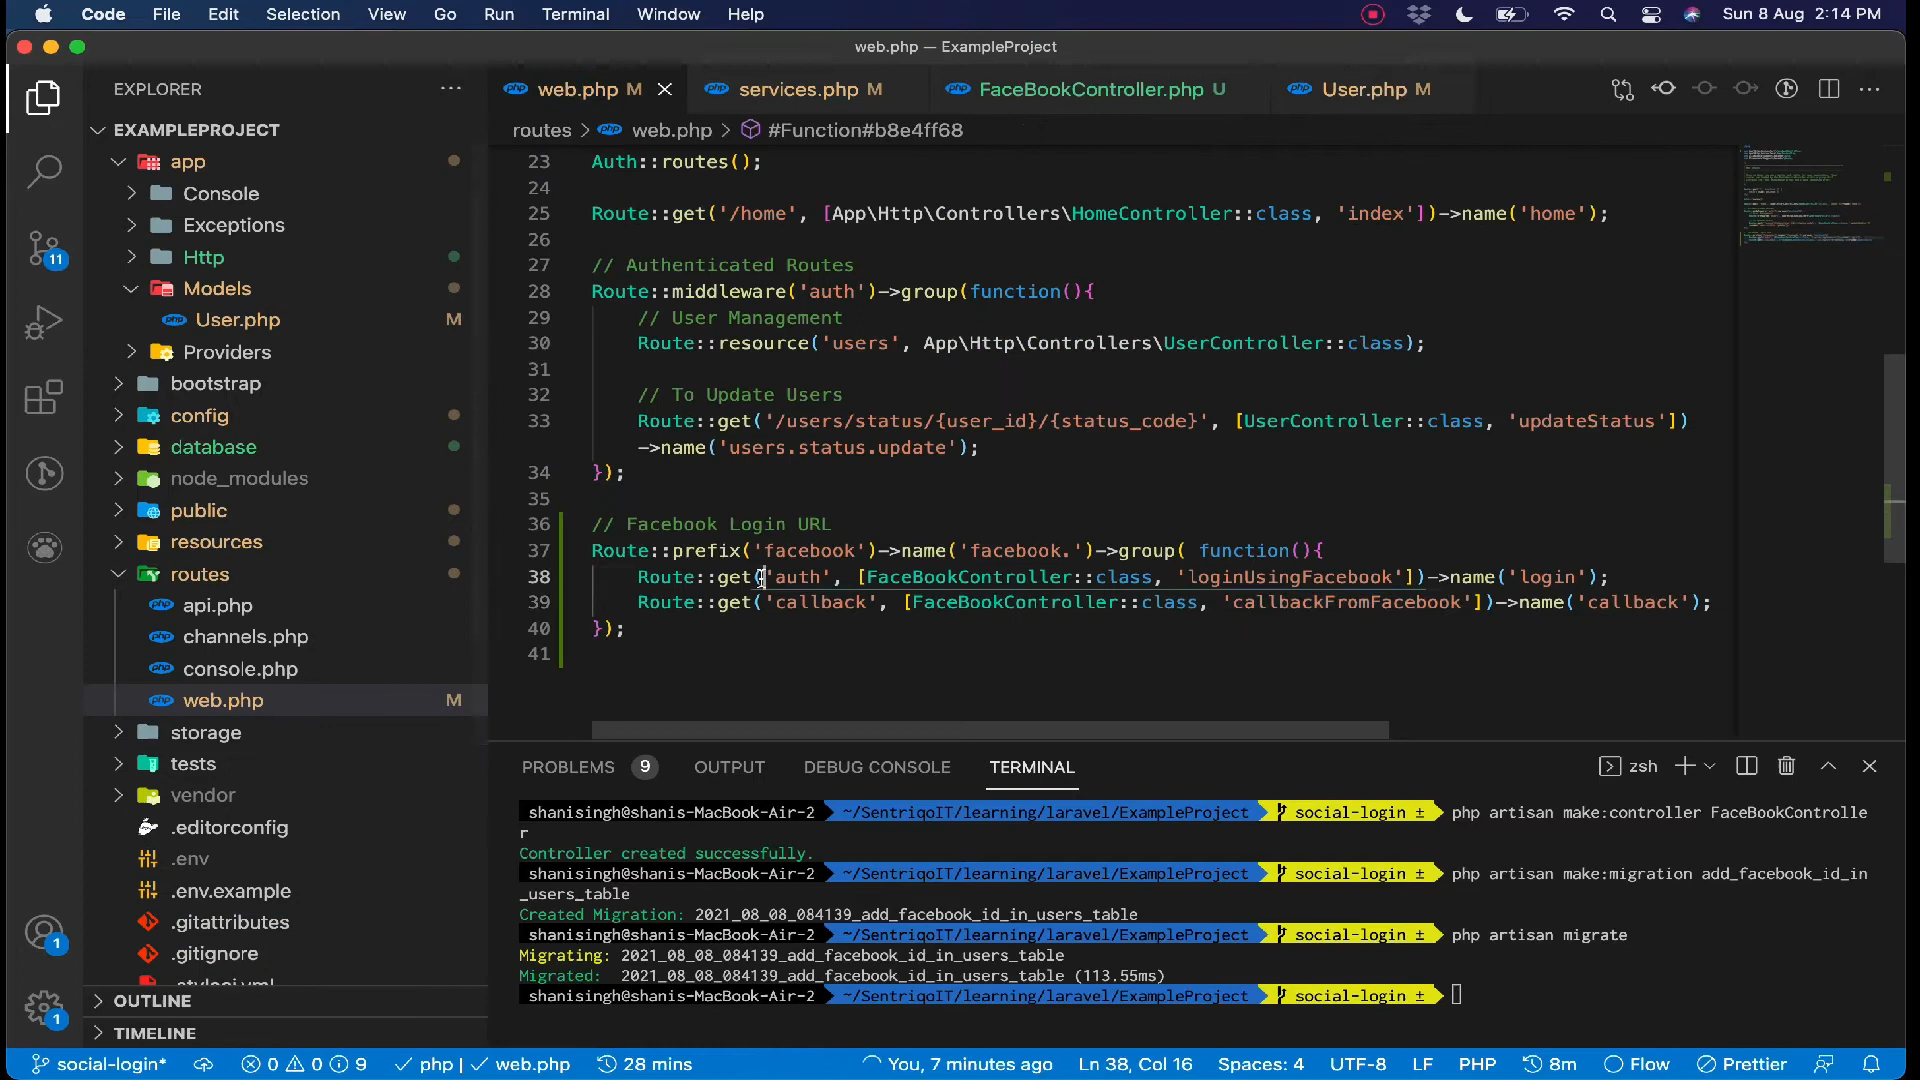 Code File Edit Selection View Go Run Terminal Window Help Sun 8 Aug 2:14 PM
web.php — ExampleProject
EXPLORER
EXAMPLEPROJECT
app
Console
Exceptions
Http
Models
User.php M
Providers
bootstrap
config
database
node_modules
public
resources
routes
api.php
channels.php
console.php
web.php M
storage
tests
vendor
.editorconfig
.env
.env.example
.gitattributes
.gitignore
.styleci.yml
OUTLINE
TIMELINE
11
1
1
web.php M services.php M FaceBookController.php U User.php M
routes > web.php > #Function#b8e4ff68
23 Auth::routes();
24
25 Route::get('/home', [App\Http\Controllers\HomeController::class, 'index'])->name('home');
26
27 // Authenticated Routes
28 Route::middleware('auth')->group(function(){
29 // User Management
30 Route::resource('users', App\Http\Controllers\UserController::class);
31
32 // To Update Users
33 Route::get('/users/status/{user_id}/{status_code}', [UserController::class, 'updateStatus'])
->name('users.status.update');
34 });
35
36 // Facebook Login URL
37 Route::prefix('facebook')->name('facebook.')->group( function(){
38 Route::get('auth', [FaceBookController::class, 'loginUsingFacebook'])->name('login');
39 Route::get('callback', [FaceBookController::class, 'callbackFromFacebook'])->name('callback');
40 });
41
PROBLEMS 9 OUTPUT DEBUG CONSOLE TERMINAL zsh
shanisingh@shanis-MacBook-Air-2 ~/SentriqoIT/learning/laravel/ExampleProject social-login ± php artisan make:controller FaceBookControlle
r
Controller created successfully.
shanisingh@shanis-MacBook-Air-2 ~/SentriqoIT/learning/laravel/ExampleProject social-login ± php artisan make:migration add_facebook_id_in
_users_table
Created Migration: 2021_08_08_084139_add_facebook_id_in_users_table
shanisingh@shanis-MacBook-Air-2 ~/SentriqoIT/learning/laravel/ExampleProject social-login ± php artisan migrate
Migrating: 2021_08_08_084139_add_facebook_id_in_users_table
Migrated: 2021_08_08_084139_add_facebook_id_in_users_table (113.55ms)
shanisingh@shanis-MacBook-Air-2 ~/SentriqoIT/learning/laravel/ExampleProject social-login ±
social-login* 0 0 9 php | web.php 28 mins You, 7 minutes ago Ln 38, Col 16 Spaces: 4 UTF-8 LF PHP 8m Flow Prettier